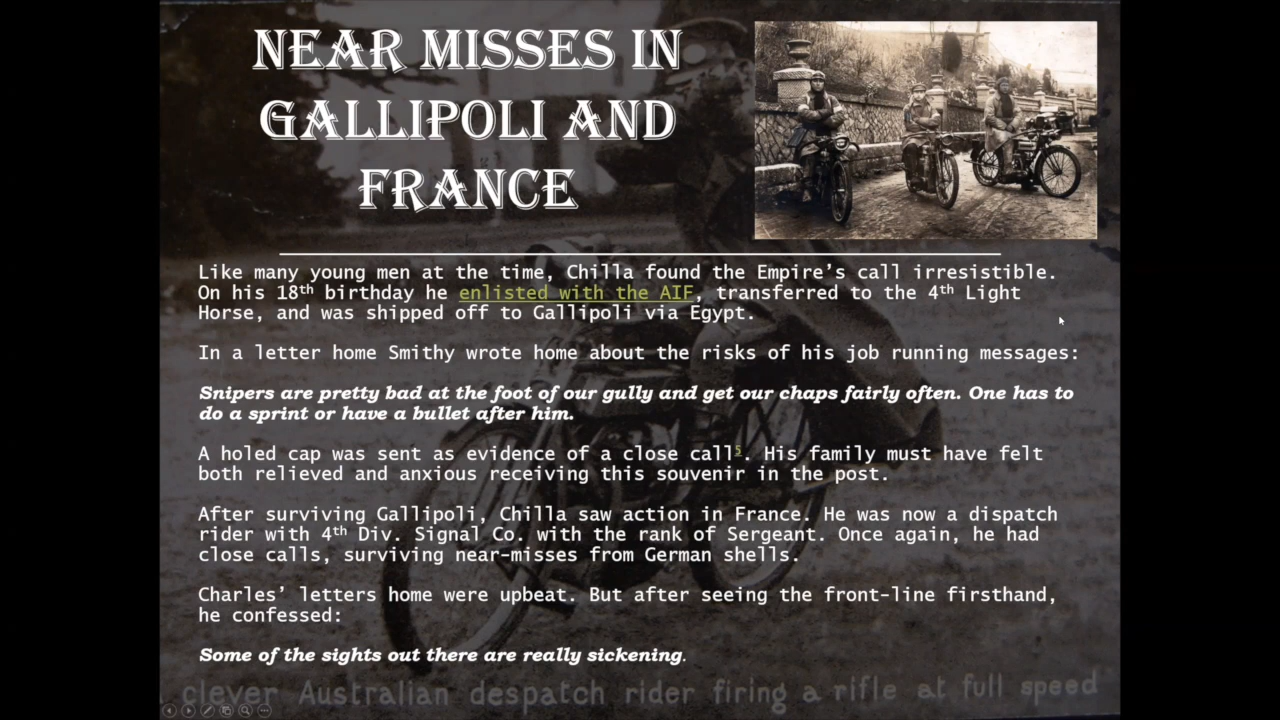 NEAR MISSES IN
GALLIPOLI AND
FRANCE
Like many young men at the time, Chilla found the Empire’s call irresistible.
On his 18th birthday he enlisted with the AIF, transferred to the 4th Light
Horse, and was shipped off to Gallipoli via Egypt.
In a letter home Smithy wrote home about the risks of his job running messages:
Snipers are pretty bad at the foot of our gully and get our chaps fairly often. One has to
do a sprint or have a bullet after him.
A holed cap was sent as evidence of a close call5. His family must have felt
both relieved and anxious receiving this souvenir in the post.
After surviving Gallipoli, Chilla saw action in France. He was now a dispatch
rider with 4th Div. Signal Co. with the rank of Sergeant. Once again, he had
close calls, surviving near-misses from German shells.
Charles’ letters home were upbeat. But after seeing the front-line firsthand,
he confessed:
Some of the sights out there are really sickening.
clever Australian despatch rider firing a rifle at full speed